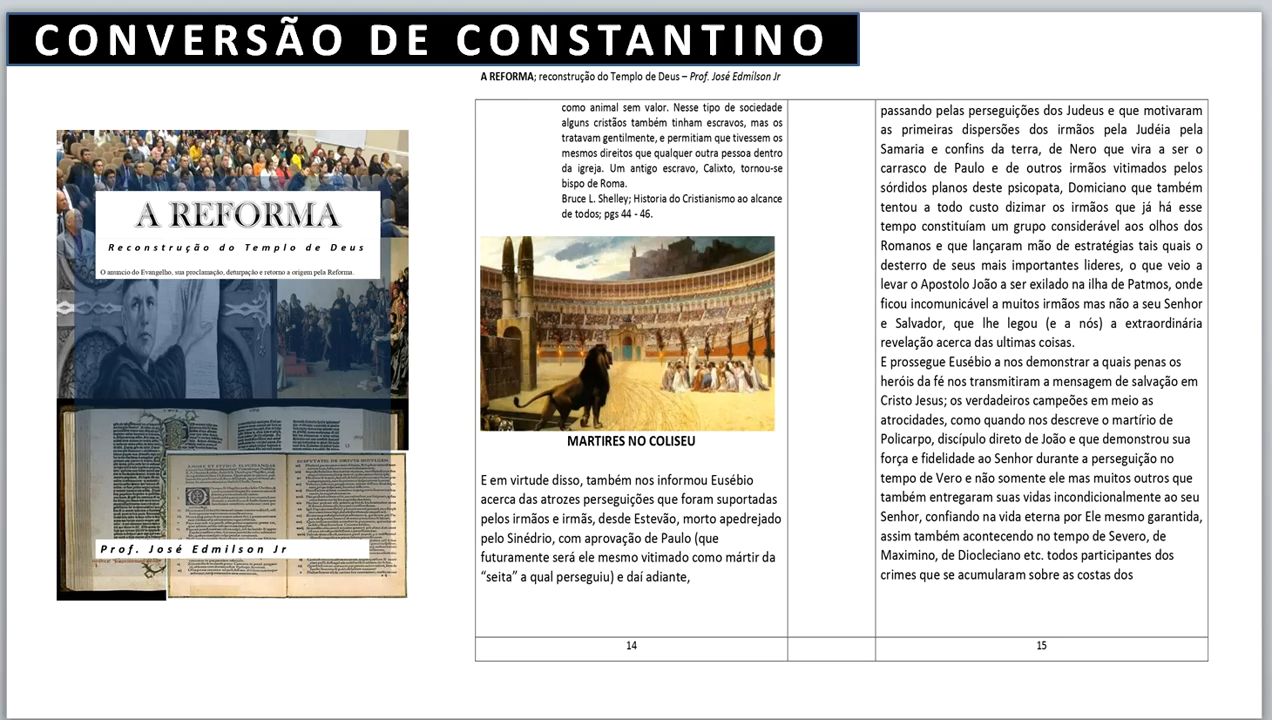 CONVERSÃO DE CONSTANTINO
A REFORMA; reconstrução do Templo de Deus – Prof. José Edmilson Jr
A REFORMA
Reconstrução do Templo de Deus
O anuncio do Evangelho, sua proclamação, deturpação e retorno a origem pela Reforma.
Prof. José Edmilson Jr
como animal sem valor. Nesse tipo de sociedade
alguns cristãos também tinham escravos, mas os
tratavam gentilmente, e permitiam que tivessem os
mesmos direitos que qualquer outra pessoa dentro
da igreja. Um antigo escravo, Calixto, tornou-se
bispo de Roma.
Bruce L. Shelley; Historia do Cristianismo ao alcance
de todos; pgs 44 - 46.
MARTIRES NO COLISEU
E em virtude disso, também nos informou Eusébio
acerca das atrozes perseguições que foram suportadas
pelos irmãos e irmãs, desde Estevão, morto apedrejado
pelo Sinédrio, com aprovação de Paulo (que
futuramente será ele mesmo vitimado como mártir da
“seita” a qual perseguiu) e daí adiante,
14
passando pelas perseguições dos Judeus e que motivaram
as primeiras dispersões dos irmãos pela Judéia pela
Samaria e confins da terra, de Nero que vira a ser o
carrasco de Paulo e de outros irmãos vitimados pelos
sórdidos planos deste psicopata, Domiciano que também
tentou a todo custo dizimar os irmãos que já há esse
tempo constituíam um grupo considerável aos olhos dos
Romanos e que lançaram mão de estratégias tais quais o
desterro de seus mais importantes lideres, o que veio a
levar o Apostolo João a ser exilado na ilha de Patmos, onde
ficou incomunicável a muitos irmãos mas não a seu Senhor
e Salvador, que lhe legou (e a nós) a extraordinária
revelação acerca das ultimas coisas.
E prossegue Eusébio a nos demonstrar a quais penas os
heróis da fé nos transmitiram a mensagem de salvação em
Cristo Jesus; os verdadeiros campeões em meio as
atrocidades, como quando nos descreve o martírio de
Policarpo, discípulo direto de João e que demonstrou sua
força e fidelidade ao Senhor durante a perseguição no
tempo de Vero e não somente ele mas muitos outros que
também entregaram suas vidas incondicionalmente ao seu
Senhor, confiando na vida eterna por Ele mesmo garantida,
assim também acontecendo no tempo de Severo, de
Maximino, de Diocleciano etc. todos participantes dos
crimes que se acumularam sobre as costas dos
15